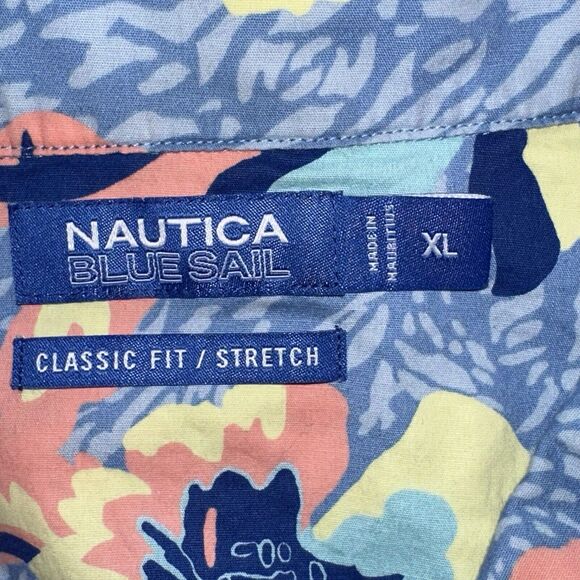 NAUTICA
BLUE SAIL
MADE IN
MAURITIUS
XL
CLASSIC FIT / STRETCH